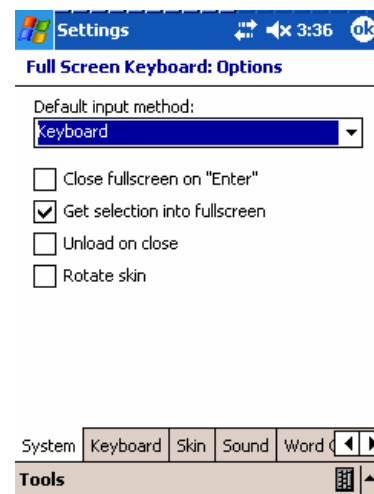 Settings 3:36 ok
Full Screen Keyboard: Options
Default input method:
Keyboard
Close fullscreen on "Enter"
Get selection into fullscreen
Unload on close
Rotate skin
System Keyboard Skin Sound Word
Tools